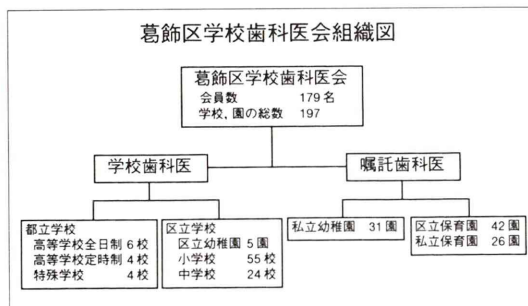 葛飾区学校歯科医会組織図
葛飾区学校歯科医会
会員数 179名
学校,園の総数 197
学校歯科医
嘱託歯科医
都立学校
高等学校全日制 6校
高等学校定時制 4校
特殊学校 4校
区立学校
区立幼稚園 5園
小学校 55校
中学校 24校
私立幼稚園 31園
区立保育園 42園
私立保育園 26園